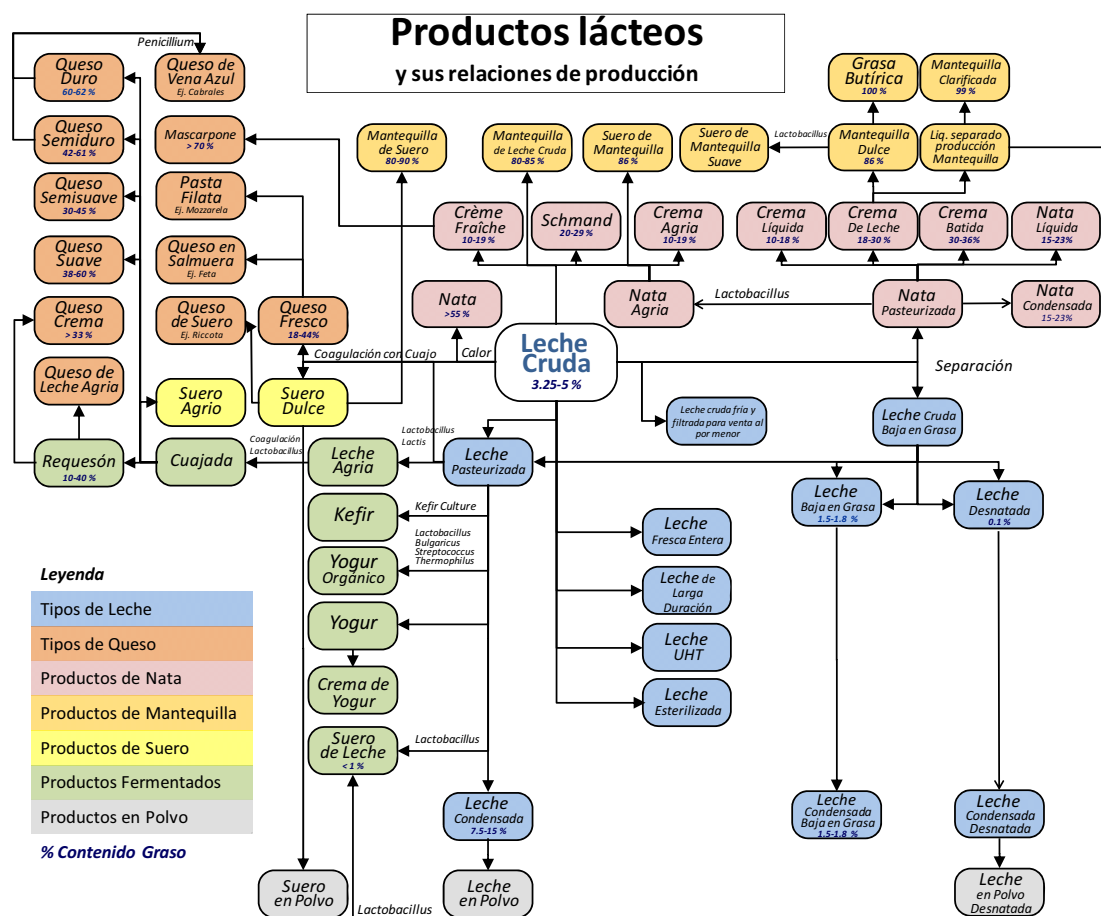 Productos lácteos
y sus relaciones de producción
Penicillium
Queso
Duro
60-62 %
Queso de
Vena Azul
Ej. Cabrales
Grasa
Butírica
100 %
Mantequilla
Clarificada
99 %
Queso
Semiduro
42-61 %
Mascarpone
> 70 %
Mantequilla
de Suero
80-90 %
Mantequilla
de Leche Cruda
80-85 %
Suero de
Mantequilla
86 %
Suero de
Mantequilla
Suave
Lactobacillus
Mantequilla
Dulce
86 %
Liq. separado
producción
Mantequilla
Queso
Semisuave
30-45 %
Pasta
Filata
Ej. Mozzarela
Crème
Fraîche
10-19 %
Schmand
20-29 %
Crema
Agria
10-19 %
Crema
Líquida
10-18 %
Crema
De Leche
18-30 %
Crema
Batida
30-36%
Nata
Líquida
15-23%
Queso
Suave
38-60 %
Queso en
Salmuera
Ej. Feta
Queso
Crema
> 33 %
Queso
de Suero
Ej. Riccota
Queso
Fresco
18-44%
Nata
>55 %
Nata
Agria
Lactobacillus
Nata
Pasteurizada
Nata
Condensada
15-23%
Coagulación con Cuajo
Calor
Leche
Cruda
3.25-5 %
Separación
Queso de
Leche Agria
Suero
Agrio
Suero
Dulce
Leche cruda fría y
filtrada para venta al
por menor
Leche Cruda
Baja en Grasa
Requesón
10-40 %
Cuajada
Coagulación
Lactobacillus
Leche
Agria
Lactobacillus
Lactis
Leche
Pasteurizada
Leche
Baja en Grasa
1.5-1.8 %
Leche
Desnatada
0.1 %
Kefir
Kefir Culture
Leche
Fresca Entera
Yogur
Orgánico
Lactobacillus
Bulgaricus
Streptococcus
Thermophilus
Leche de
Larga
Duración
Yogur
Leche
UHT
Crema de
Yogur
Leche
Esterilizada
Suero
de Leche
< 1 %
Lactobacillus
Leche
Condensada
7.5-15 %
Leche
Condensada
Baja en Grasa
1.5-1.8 %
Leche
Condensada
Desnatada
Suero
en Polvo
Lactobacillus
Leche
en Polvo
Leche
en Polvo
Desnatada
Leyenda
Tipos de Leche
Tipos de Queso
Productos de Nata
Productos de Mantequilla
Productos de Suero
Productos Fermentados
Productos en Polvo
% Contenido Graso